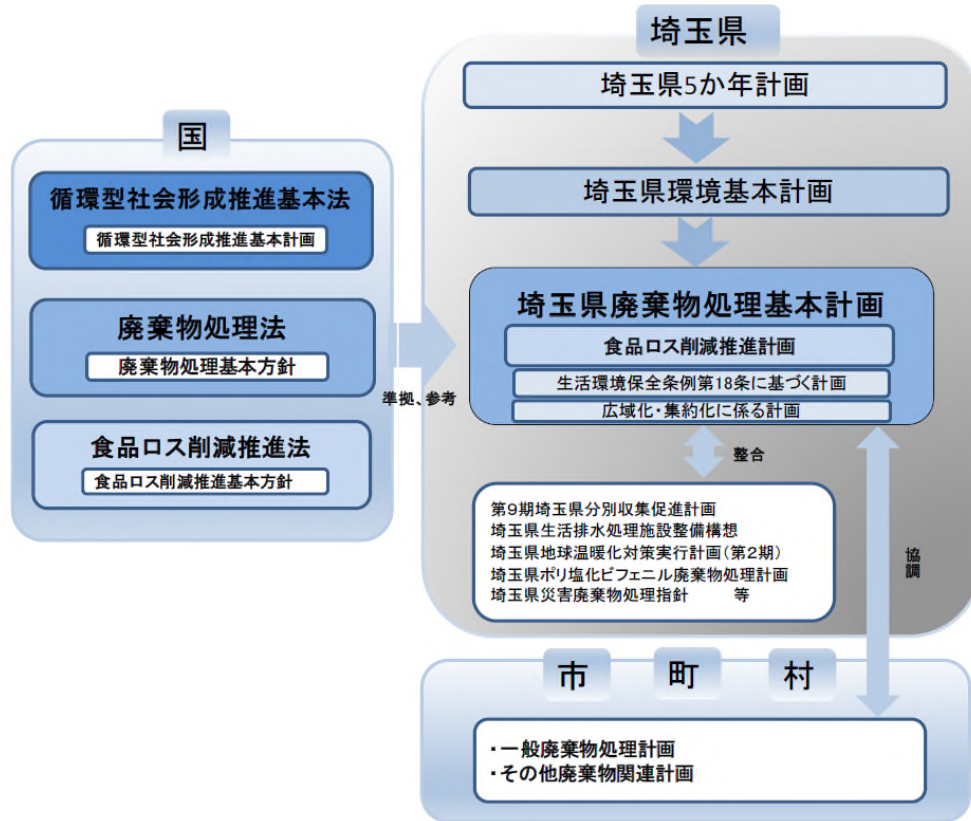 国
循環型社会形成推進基本法
循環型社会形成推進基本計画
廃棄物処理法
廃棄物処理基本方針
食品ロス削減推進法
食品ロス削減推進基本方針
準拠、参考
埼玉県
埼玉県5か年計画
埼玉県環境基本計画
埼玉県廃棄物処理基本計画
食品ロス削減推進計画
生活環境保全条例第18条に基づく計画
広域化・集約化に係る計画
整合
第9期埼玉県分別収集促進計画
埼玉県生活排水処理施設整備構想
埼玉県地球温暖化対策実行計画(第2期)
埼玉県ポリ塩化ビフェニル廃棄物処理計画
埼玉県災害廃棄物処理指針 等
協調
市 町 村
・一般廃棄物処理計画
・その他廃棄物関連計画